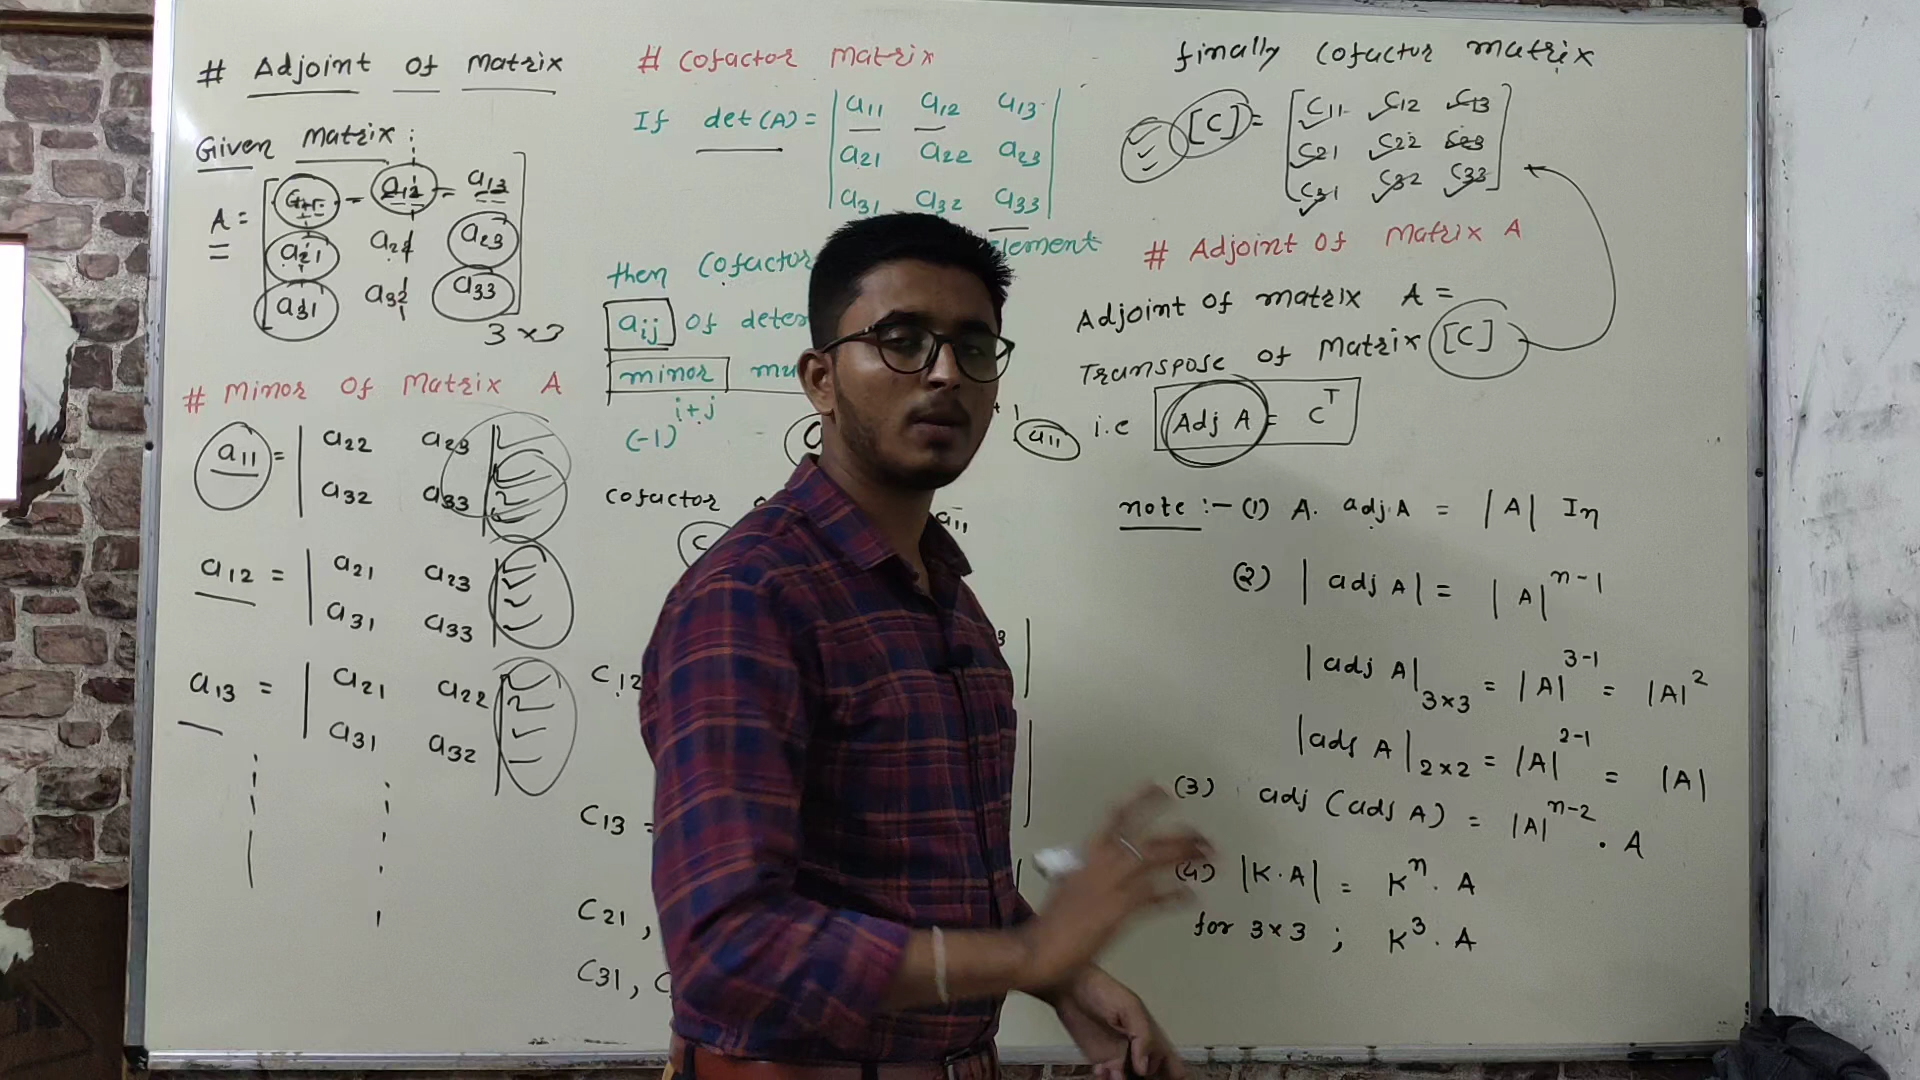 # Adjoint of Matrix
Given Matrix :
A =
a12 = a13
a21 a23
a31 a32 a33
3 × 3
# Minor of Matrix A
a11 = | a22 a23 |
| a32 a33 |
a12 = | a21 a23 |
| a31 a33 |
a13 = | a21 a22 |
| a31 a32 |
# Cofactor Matrix
If det(A) = | a11 a12 a13 |
| a21 a22 a23 |
| a31 a32 a33 |
then Cofactor element
aij of
minor
(-1)^i+j
a11
Cofactor
a11
C12
C13 =
C21 ,
C31 , C
finally Cofactor matrix
[C] = [ C11 C12 C13
C21 C22 C23
C31 C32 C33 ]
# Adjoint of Matrix A
Adjoint of matrix A =
Transpose of Matrix [C]
i.e Adj A = C^T
note :- (1) A. adj.A = |A| In
(2) | adj A | = |A|^n-1
| adj A |3×3 = |A|^3-1 = |A|^2
| adj A |2×2 = |A|^2-1 = |A|
(3) adj (adj A) = |A|^n-2 . A
(4) |K.A| = K^n. A
for 3×3 ; K^3. A